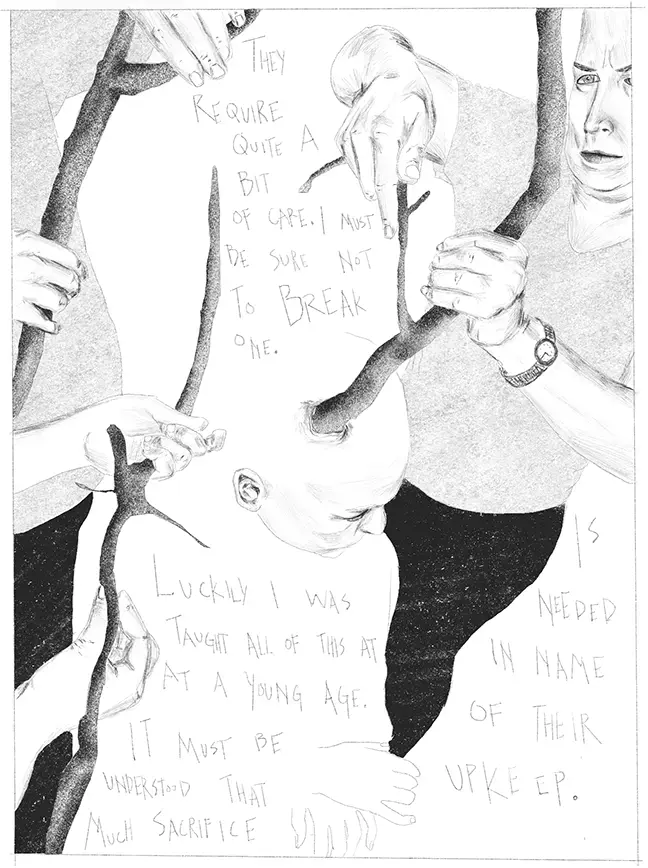 THEY
REQUIRE
QUITE A
BIT
OF CARE. I MUST
BE SURE NOT
TO BREAK
ONE.
LUCKILY I WAS
TAUGHT ALL OF THIS AT
AT A YOUNG AGE.
IT MUST BE
UNDERSTOOD THAT
MUCH SACRIFICE
IS
NEEDED
IN NAME
OF THEIR
UPKEEP.